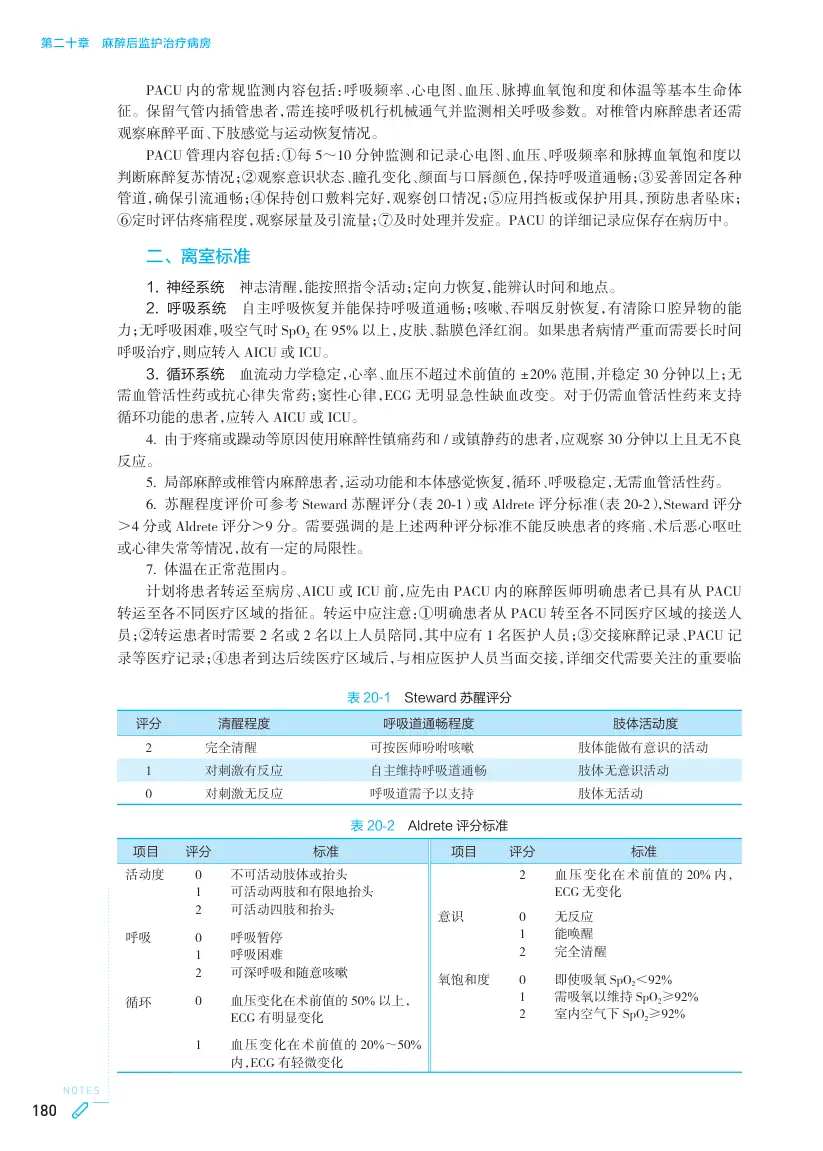 第二十章 麻醉后监护治疗病房
PACU 内的常规监测内容包括:呼吸频率、心电图、血压、脉搏血氧饱和度和体温等基本生命体
征。保留气管内插管患者,需连接呼吸机行机械通气并监测相关呼吸参数。对椎管内麻醉患者还需
观察麻醉平面、下肢感觉与运动恢复情况。
PACU 管理内容包括:①每 5～10 分钟监测和记录心电图、血压、呼吸频率和脉搏血氧饱和度以
判断麻醉复苏情况;②观察意识状态、瞳孔变化、颜面与口唇颜色,保持呼吸道通畅;③妥善固定各种
管道,确保引流通畅;④保持创口敷料完好,观察创口情况;⑤应用挡板或保护用具,预防患者坠床;
⑥定时评估疼痛程度,观察尿量及引流量;⑦及时处理并发症。PACU 的详细记录应保存在病历中。
二、离室标准
1. 神经系统 神志清醒,能按照指令活动;定向力恢复,能辨认时间和地点。
2. 呼吸系统 自主呼吸恢复并能保持呼吸道通畅;咳嗽、吞咽反射恢复,有清除口腔异物的能
力;无呼吸困难,吸空气时 SpO₂ 在 95% 以上,皮肤、黏膜色泽红润。如果患者病情严重而需要长时间
呼吸治疗,则应转入 AICU 或 ICU。
3. 循环系统 血流动力学稳定,心率、血压不超过术前值的 ±20% 范围,并稳定 30 分钟以上;无
需血管活性药或抗心律失常药;窦性心律,ECG 无明显急性缺血改变。对于仍需血管活性药来支持
循环功能的患者,应转入 AICU 或 ICU。
4. 由于疼痛或躁动等原因使用麻醉性镇痛药和 / 或镇静药的患者,应观察 30 分钟以上且无不良
反应。
5. 局部麻醉或椎管内麻醉患者,运动功能和本体感觉恢复,循环、呼吸稳定,无需血管活性药。
6. 苏醒程度评价可参考 Steward 苏醒评分(表 20-1)或 Aldrete 评分标准(表 20-2),Steward 评分
＞4 分或 Aldrete 评分＞9 分。需要强调的是上述两种评分标准不能反映患者的疼痛、术后恶心呕吐
或心律失常等情况,故有一定的局限性。
7. 体温在正常范围内。
计划将患者转运至病房、AICU 或 ICU 前,应先由 PACU 内的麻醉医师明确患者已具有从 PACU
转运至各不同医疗区域的指征。转运中应注意:①明确患者从 PACU 转至各不同医疗区域的接送人
员;②转运患者时需要 2 名或 2 名以上人员陪同,其中应有 1 名医护人员;③交接麻醉记录、PACU 记
录等医疗记录;④患者到达后续医疗区域后,与相应医护人员当面交接,详细交代需要关注的重要临
表 20-1 Steward 苏醒评分
评分 清醒程度 呼吸道通畅程度 肢体活动度
2 完全清醒 可按医师吩咐咳嗽 肢体能做有意识的活动
1 对刺激有反应 自主维持呼吸道通畅 肢体无意识活动
0 对刺激无反应 呼吸道需予以支持 肢体无活动
表 20-2 Aldrete 评分标准
项目 评分 标准
活动度 0 不可活动肢体或抬头
1 可活动两肢和有限地抬头
2 可活动四肢和抬头
呼吸 0 呼吸暂停
1 呼吸困难
2 可深呼吸和随意咳嗽
循环 0 血压变化在术前值的 50% 以上,
ECG 有明显变化
1 血压变化在术前值的 20%～50%
内,ECG 有轻微变化
项目 评分 标准
2 血压变化在术前值的 20% 内,
ECG 无变化
意识 0 无反应
1 能唤醒
2 完全清醒
氧饱和度 0 即使吸氧 SpO₂＜92%
1 需吸氧以维持 SpO₂≥92%
2 室内空气下 SpO₂≥92%
NOTES
180